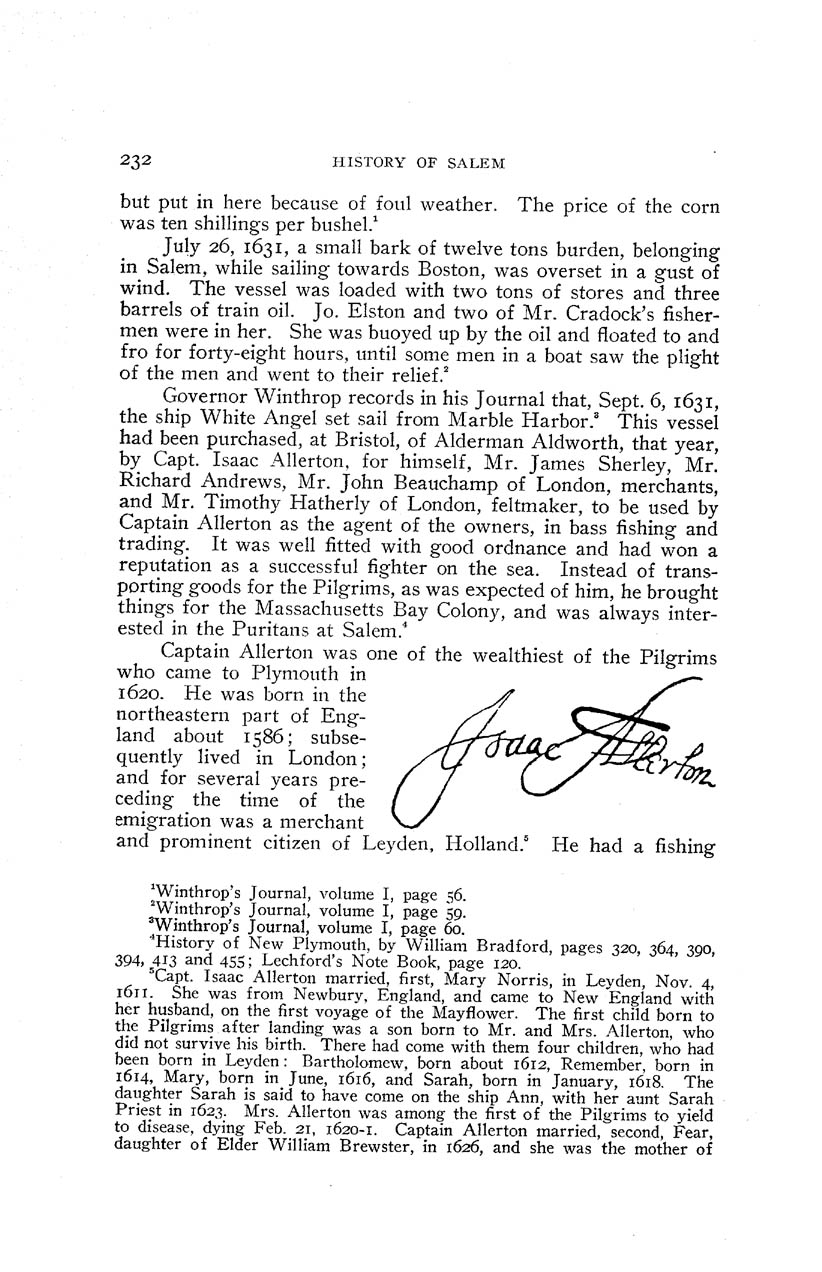 232 HISTORY OF SALEM
but put in here because of foul weather. The price of the corn
was ten shillings per bushel.¹
July 26, 1631, a small bark of twelve tons burden, belonging
in Salem, while sailing towards Boston, was overset in a gust of
wind. The vessel was loaded with two tons of stores and three
barrels of train oil. Jo. Elston and two of Mr. Cradock's fisher-
men were in her. She was buoyed up by the oil and floated to and
fro for forty-eight hours, until some men in a boat saw the plight
of the men and went to their relief.²
Governor Winthrop records in his Journal that, Sept. 6, 1631,
the ship White Angel set sail from Marble Harbor.³ This vessel
had been purchased, at Bristol, of Alderman Aldworth, that year,
by Capt. Isaac Allerton, for himself, Mr. James Sherley, Mr.
Richard Andrews, Mr. John Beauchamp of London, merchants,
and Mr. Timothy Hatherly of London, feltmaker, to be used by
Captain Allerton as the agent of the owners, in bass fishing and
trading. It was well fitted with good ordnance and had won a
reputation as a successful fighter on the sea. Instead of trans-
porting goods for the Pilgrims, as was expected of him, he brought
things for the Massachusetts Bay Colony, and was always inter-
ested in the Puritans at Salem.⁴
Captain Allerton was one of the wealthiest of the Pilgrims
who came to Plymouth in
1620. He was born in the
northeastern part of Eng-
land about 1586; subse-
quently lived in London;
and for several years pre-
ceding the time of the
emigration was a merchant
Isaac Allerton
and prominent citizen of Leyden, Holland.⁵ He had a fishing
¹Winthrop's Journal, volume I, page 56.
²Winthrop's Journal, volume I, page 59.
³Winthrop's Journal, volume I, page 60.
⁴History of New Plymouth, by William Bradford, pages 320, 364, 390,
394, 413 and 455; Lechford's Note Book, page 120.
⁵Capt. Isaac Allerton married, first, Mary Norris, in Leyden, Nov. 4,
1611. She was from Newbury, England, and came to New England with
her husband, on the first voyage of the Mayflower. The first child born to
the Pilgrims after landing was a son born to Mr. and Mrs. Allerton, who
did not survive his birth. There had come with them four children, who had
been born in Leyden: Bartholomew, born about 1612, Remember, born in
1614, Mary, born in June, 1616, and Sarah, born in January, 1618. The
daughter Sarah is said to have come on the ship Ann, with her aunt Sarah
Priest in 1623. Mrs. Allerton was among the first of the Pilgrims to yield
to disease, dying Feb. 21, 1620-1. Captain Allerton married, second, Fear,
daughter of Elder William Brewster, in 1626, and she was the mother of